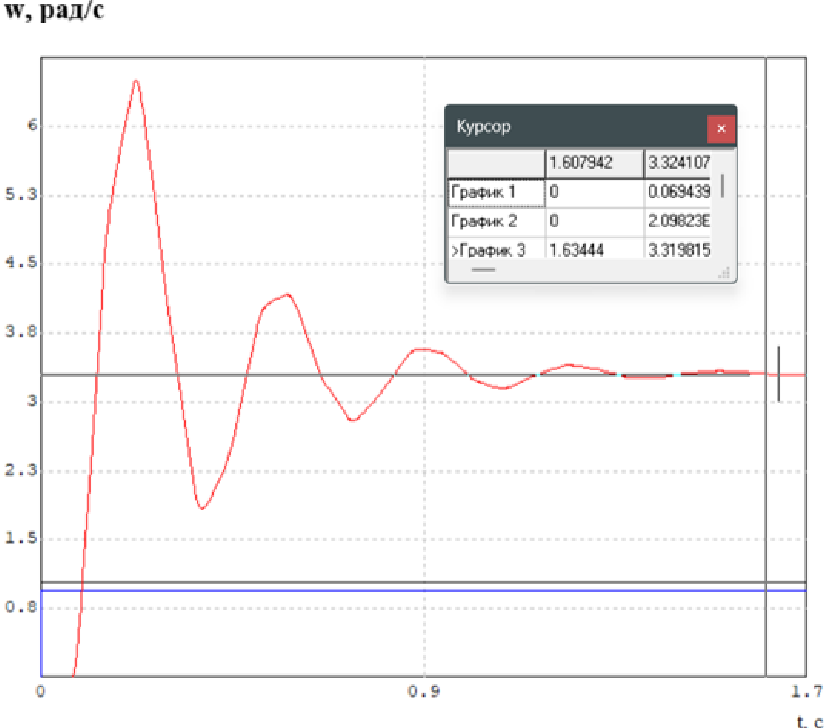 w, рад/с
Курсор
1.607942 3.324107
График 1 0 0.069439
График 2 0 2.09823E
>График 3 1.63444 3.319815
6
5.3
4.5
3.8
3
2.3
1.5
0.8
0 0.9 1.7
t, c